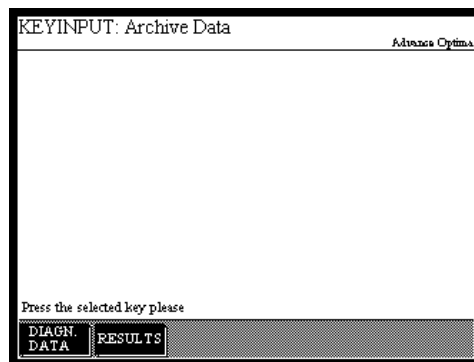 KEYINPUT: Archive Data
Advance Optima
Press the selected key please
DIAGN.
DATA
RESULTS